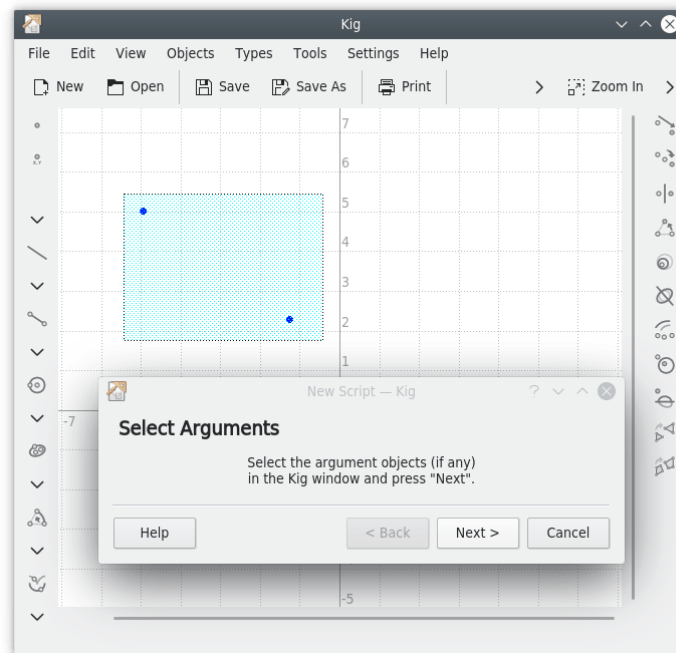 Kig
File Edit View Objects Types Tools Settings Help
New Open Save Save As Print Zoom In
7
6
5
4
3
2
1
-7
New Script — Kig
Select Arguments
Select the argument objects (if any)
in the Kig window and press "Next".
Help < Back Next > Cancel
-5